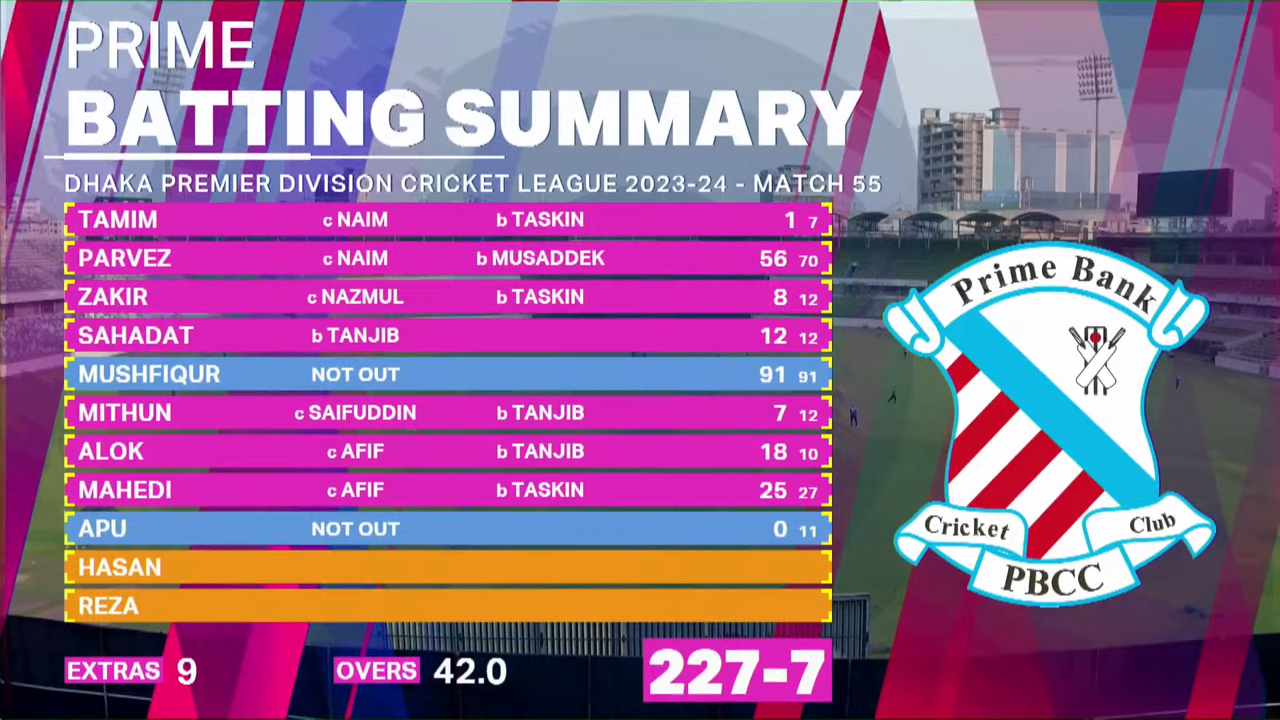 PRIME
BATTING SUMMARY
DHAKA PREMIER DIVISION CRICKET LEAGUE 2023-24 - MATCH 55
TAMIM c NAIM b TASKIN 1 7
PARVEZ c NAIM b MUSADDEK 56 70
ZAKIR c NAZMUL b TASKIN 8 12
SAHADAT b TANJIB 12 12
MUSHFIQUR NOT OUT 91 91
MITHUN c SAIFUDDIN b TANJIB 7 12
ALOK c AFIF b TANJIB 18 10
MAHEDI c AFIF b TASKIN 25 27
APU NOT OUT 0 11
HASAN
REZA
EXTRAS 9 OVERS 42.0 227-7
Prime Bank
Cricket Club
PBCC